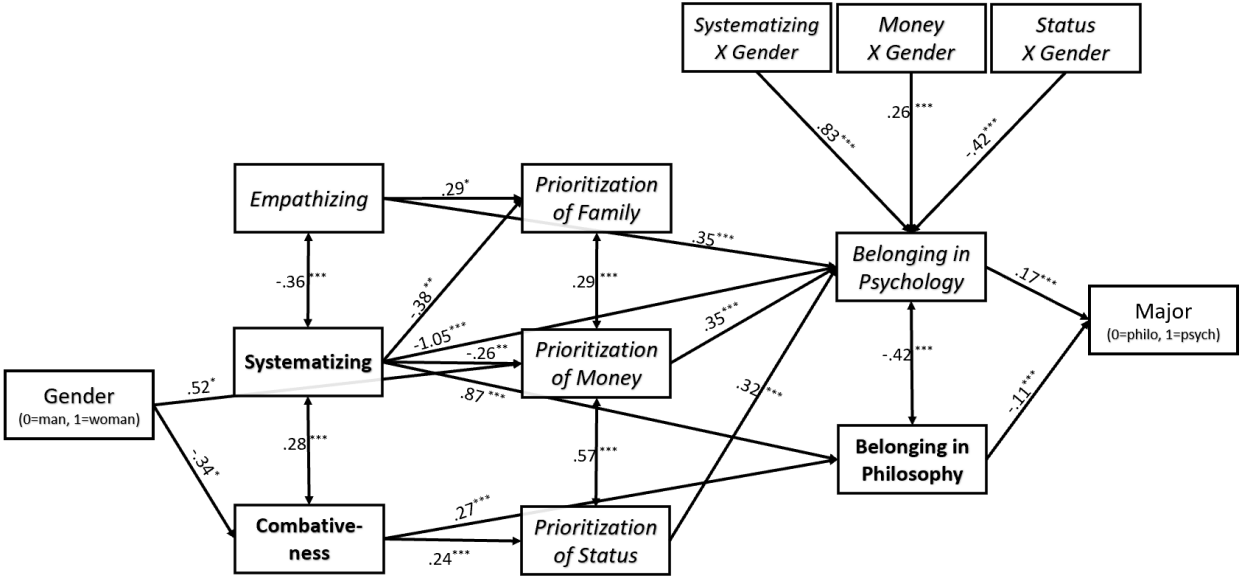 Systematizing
X Gender
Money
X Gender
Status
X Gender
.83***
.26***
-.42***
Empathizing
.29*
Prioritization
of Family
.35***
Belonging in
Psychology
.17***
-.36***
-.38**
.29***
Major
(0=philo, 1=psych)
-1.05***
.35***
Systematizing
-.26**
Prioritization
of Money
-.42***
Gender
(0=man, 1=woman)
.52*
.87***
.32***
-.11***
.28***
.57***
Belonging in
Philosophy
-.34*
.27***
Combative-
ness
.24***
Prioritization
of Status